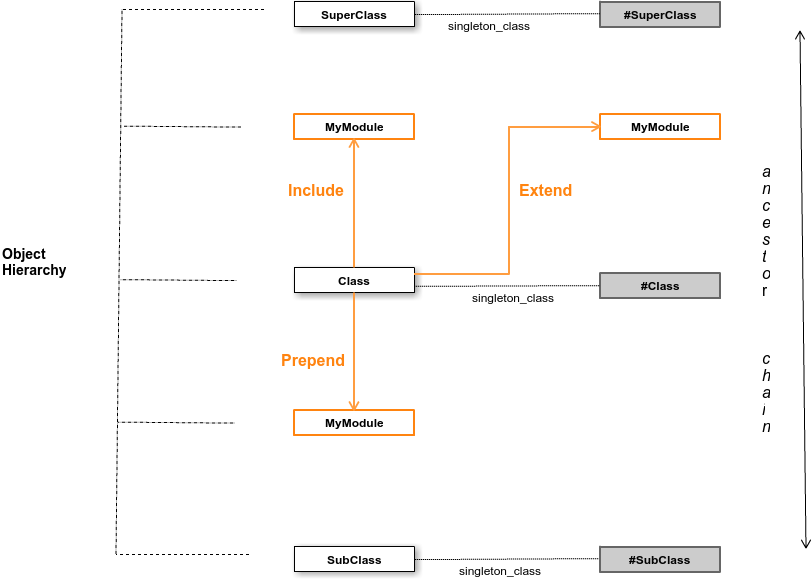 SuperClass
#SuperClass
singleton_class
MyModule
MyModule
Include
Extend
Object
Hierarchy
Class
#Class
singleton_class
Prepend
MyModule
SubClass
#SubClass
singleton_class
ancestor
chain